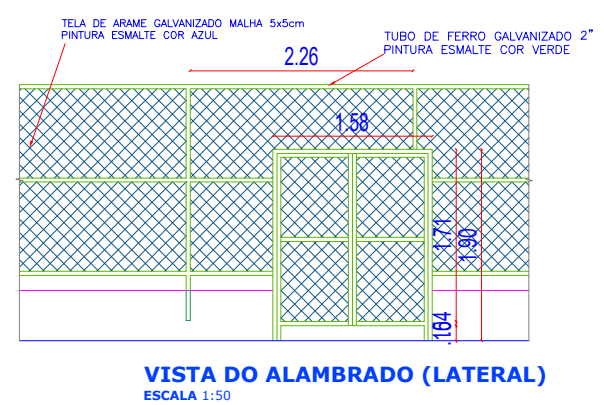 TELA DE ARAME GALVANIZADO MALHA 5x5cm
PINTURA ESMALTE COR AZUL
TUBO DE FERRO GALVANIZADO 2"
PINTURA ESMALTE COR VERDE
2.26
1.58
1.71
1.90
.164
VISTA DO ALAMBRADO (LATERAL)
ESCALA 1:50